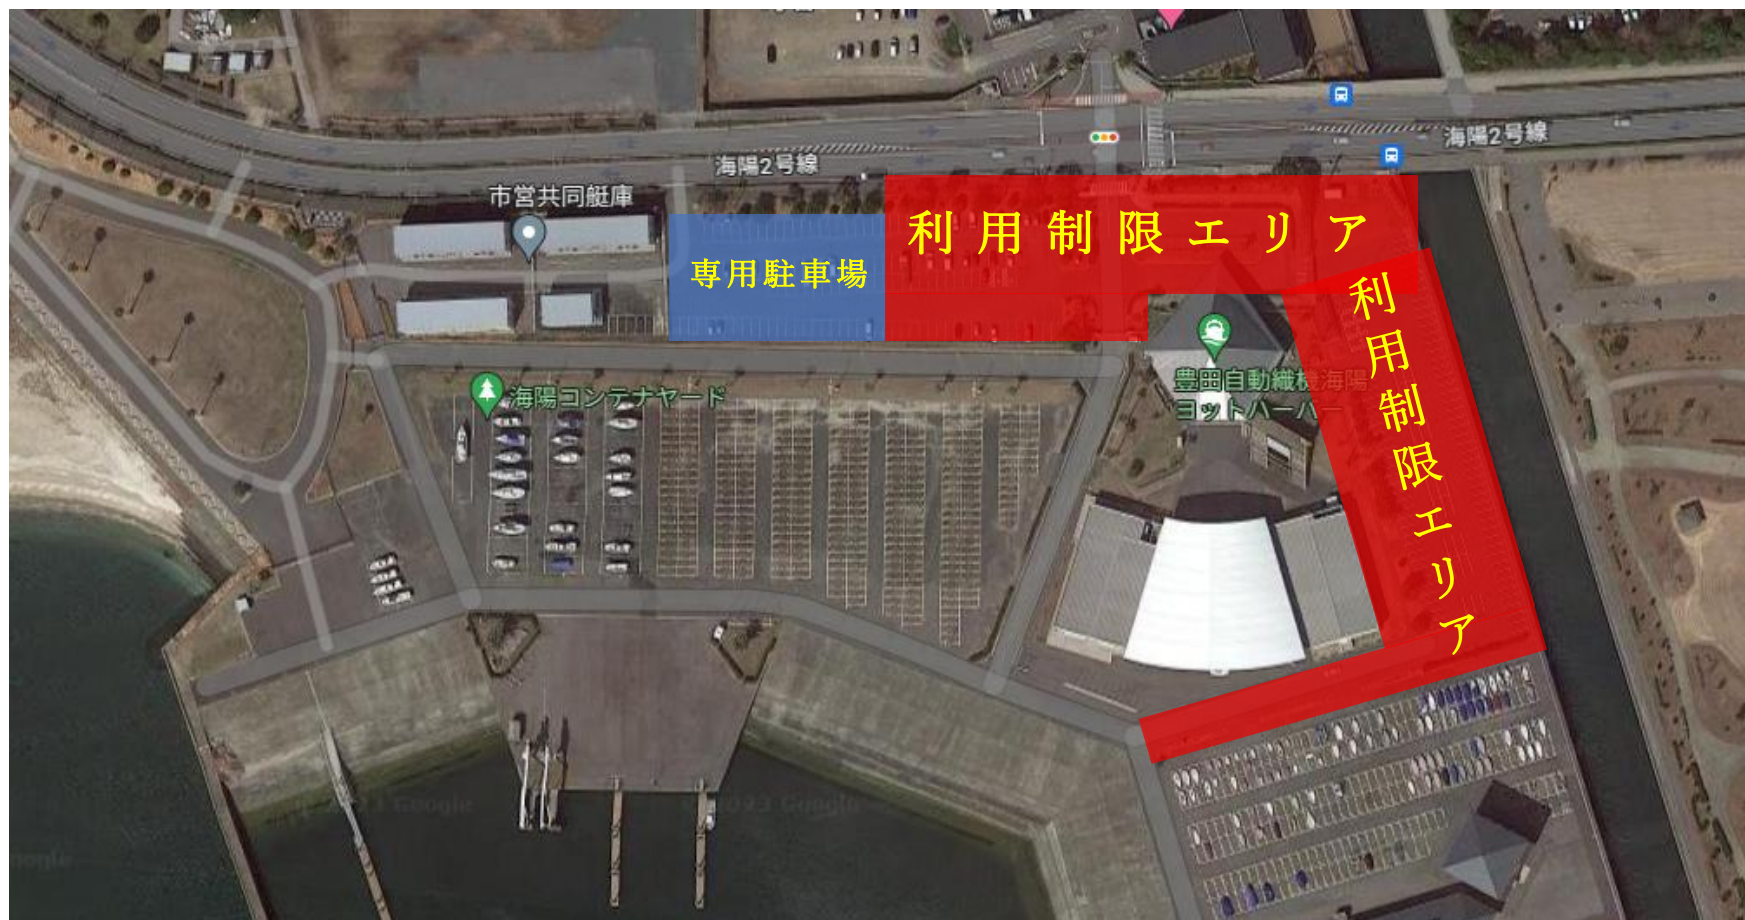 海陽2号線
海陽2号線
市営共同艇庫
利用制限エリア
専用駐車場
利用制限エリア
豊田自動織機海陽
ヨットハーバー
海陽コンテナヤード
Google
Google